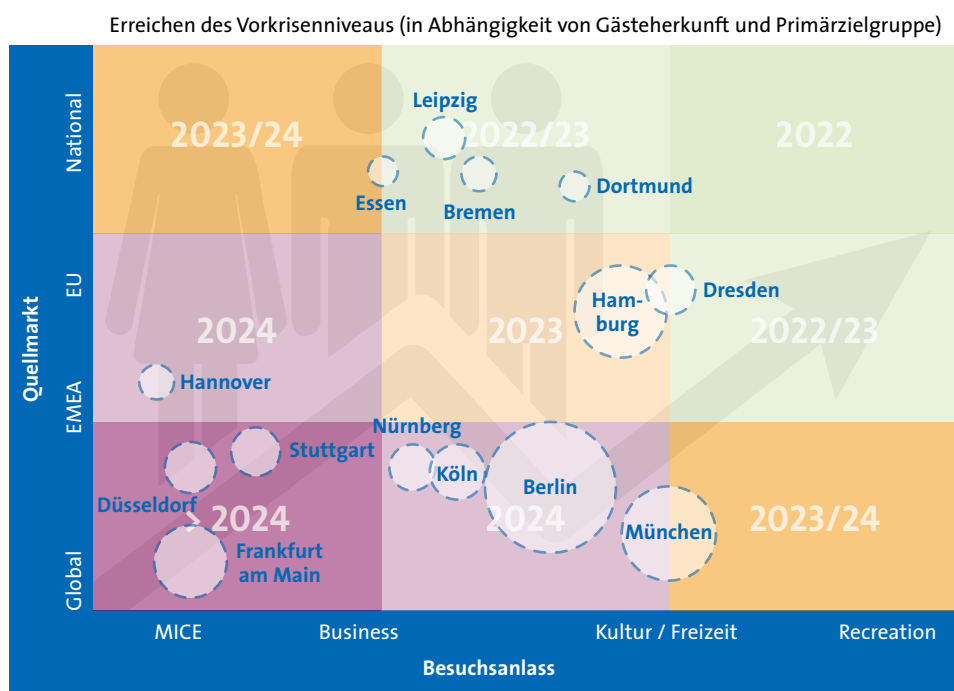 Erreichen des Vorkrisenniveaus (in Abhängigkeit von Gästeherkunft und Primärzielgruppe)
Quellmarkt
National
EU
EMEA
Global
2023/24
2022/23
2022
Leipzig
Essen
Bremen
Dortmund
2024
2023
2022/23
Ham-
burg
Dresden
Hannover
> 2024
2024
2023/24
Nürnberg
Stuttgart
Köln
Berlin
Düsseldorf
München
Frankfurt
am Main
MICE
Business
Kultur / Freizeit
Recreation
Besuchsanlass